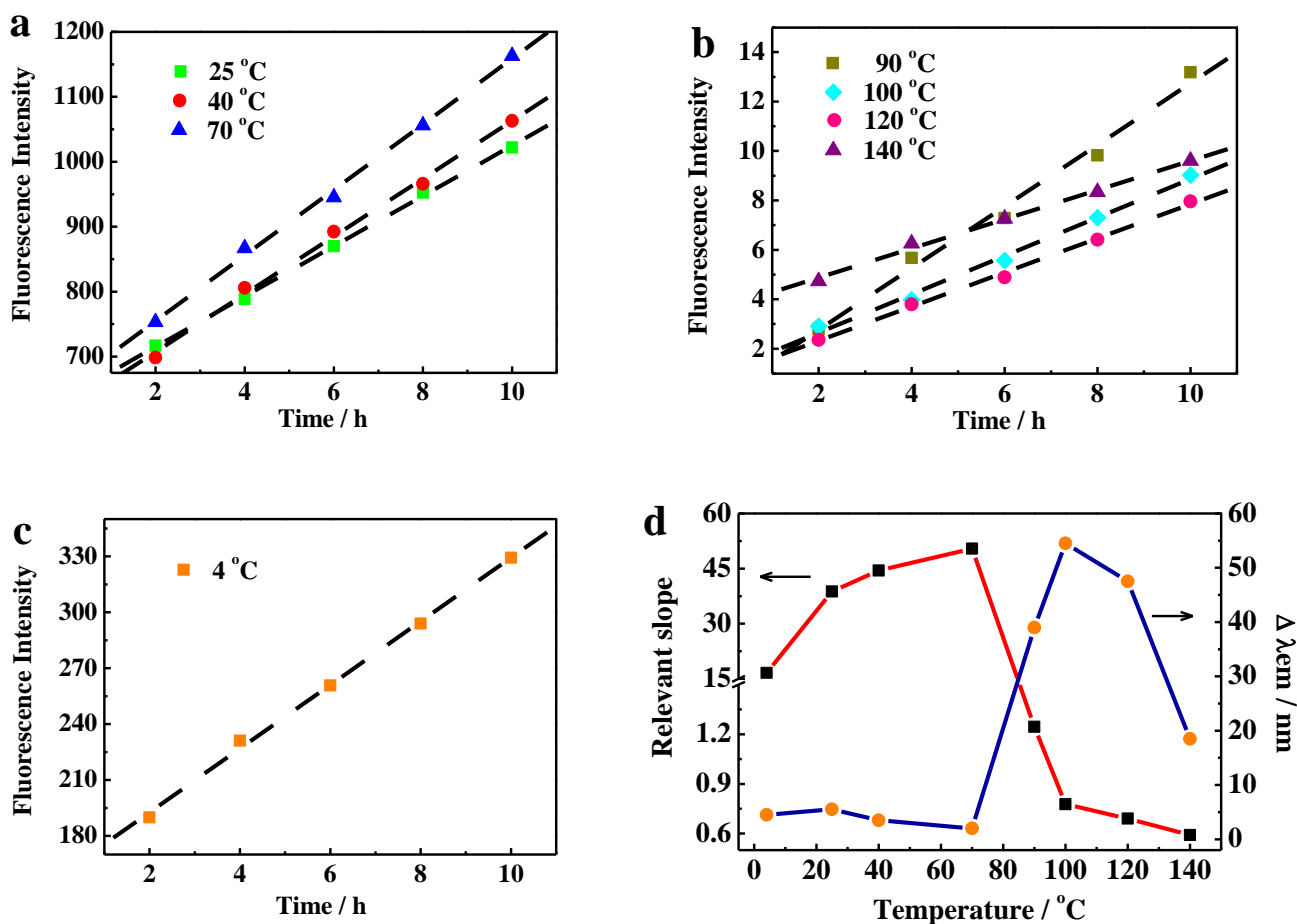 a
1200
1100
1000
900
800
700
Fluorescence Intensity
25 °C
40 °C
70 °C
2 4 6 8 10
Time / h
b
14
12
10
8
6
4
2
Fluorescence Intensity
90 °C
100 °C
120 °C
140 °C
2 4 6 8 10
Time / h
c
330
300
270
240
210
180
Fluorescence Intensity
4 °C
2 4 6 8 10
Time / h
d
60
45
30
15
1.2
0.9
0.6
Relevant slope
60
50
40
30
20
10
0
Δ λem / nm
0 20 40 60 80 100 120 140
Temperature / °C